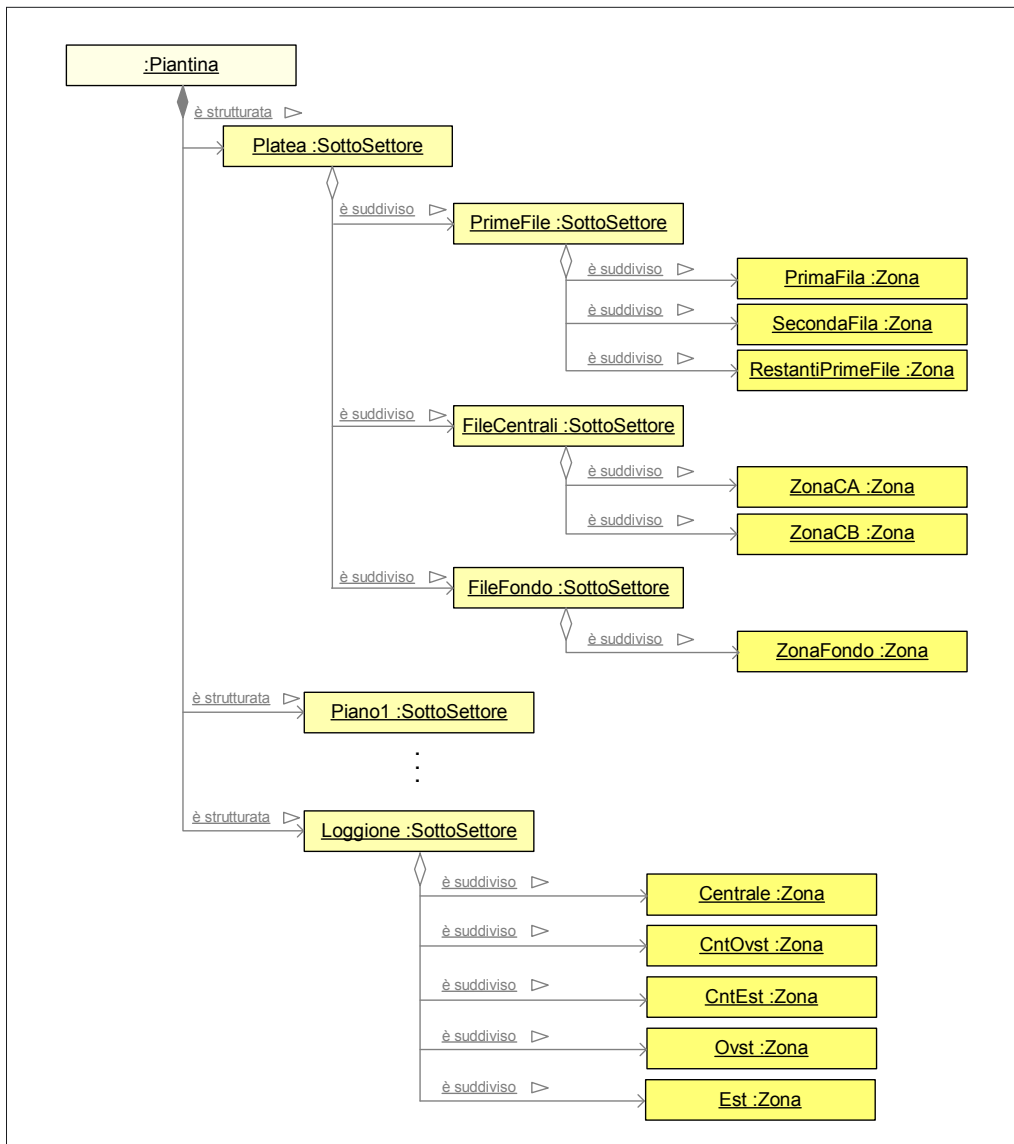 :Piantina
è strutturata
Platea :SottoSettore
è suddiviso
PrimeFile :SottoSettore
è suddiviso
PrimaFila :Zona
è suddiviso
SecondaFila :Zona
è suddiviso
RestantiPrimeFile :Zona
è suddiviso
FileCentrali :SottoSettore
è suddiviso
ZonaCA :Zona
è suddiviso
ZonaCB :Zona
è suddiviso
FileFondo :SottoSettore
è suddiviso
ZonaFondo :Zona
è strutturata
Piano1 :SottoSettore
è strutturata
Loggione :SottoSettore
è suddiviso
Centrale :Zona
è suddiviso
CntOvst :Zona
è suddiviso
CntEst :Zona
è suddiviso
Ovst :Zona
è suddiviso
Est :Zona